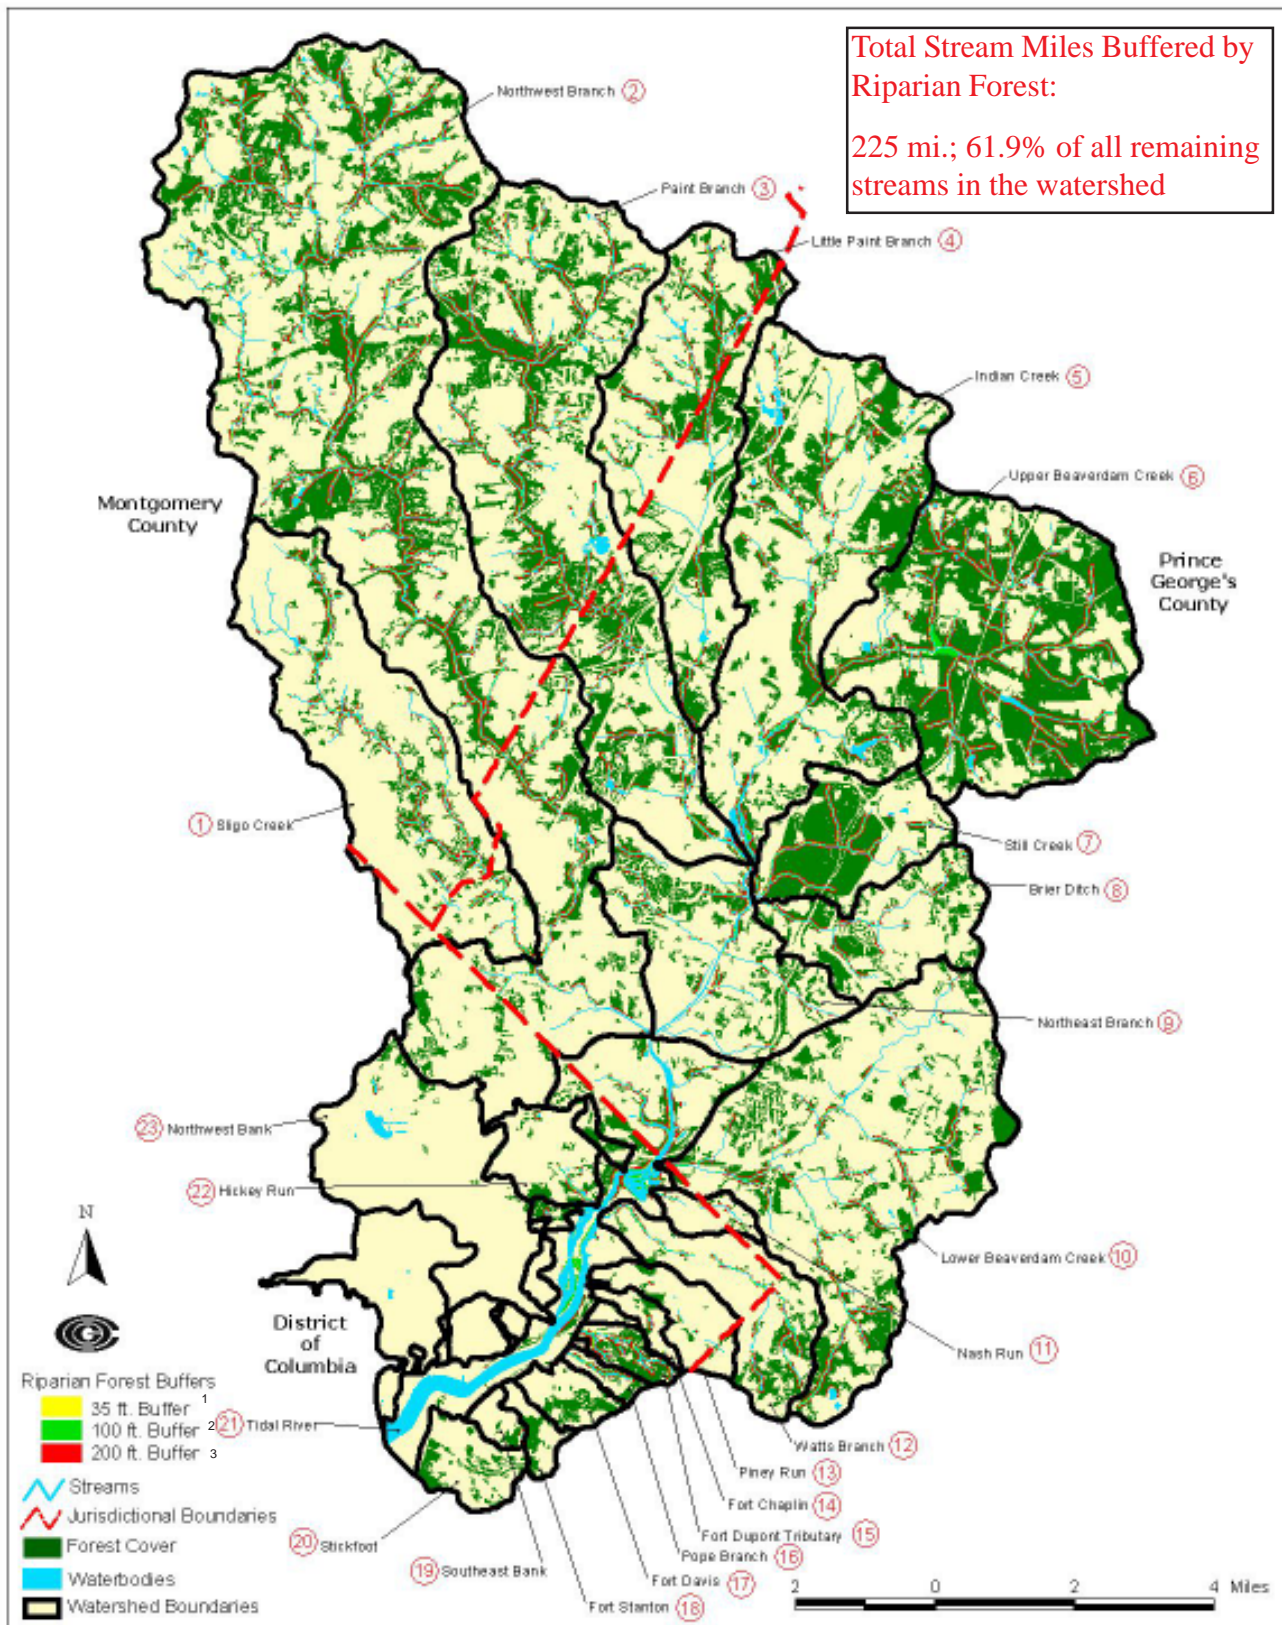 Total Stream Miles Buffered by
Riparian Forest:
225 mi.; 61.9% of all remaining
streams in the watershed
Northwest Branch 2
Paint Branch 3
Little Paint Branch 4
Indian Creek 5
Upper Beaverdam Creek 6
Montgomery
County
Prince
George's
County
1 Sligo Creek
Still Creek 7
Brier Ditch 8
Northeast Branch 9
23 Northwest Bank
22 Hickey Run
N
Lower Beaverdam Creek 10
District
of
Columbia
Nash Run 11
Riparian Forest Buffers
35 ft. Buffer 1
100 ft. Buffer 2
200 ft. Buffer 3
21 Tidal River
Watts Branch 12
Piney Run 13
Streams
Fort Chaplin 14
Jurisdictional Boundaries
Fort Dupont Tributary 15
20 Stickfoot
Forest Cover
Pope Branch 16
19 Southeast Bank
Waterbodies
Fort Davis 17
Watershed Boundaries
Fort Stanton 18
2 0 2 4 Miles